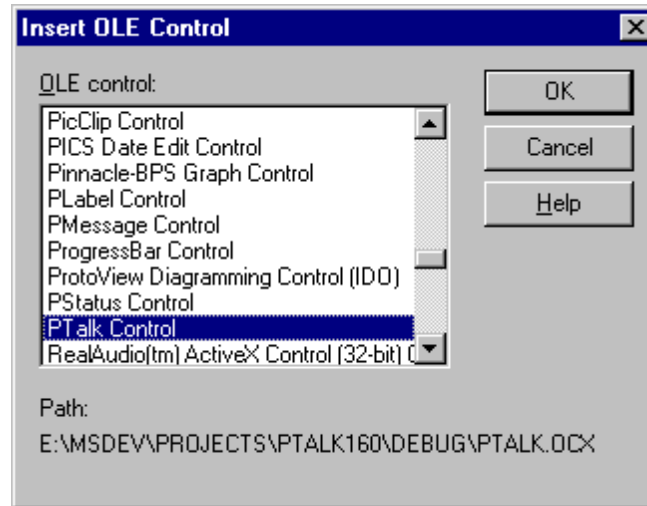 Insert OLE Control
OLE control:
PicClip Control
PICS Date Edit Control
Pinnacle-BPS Graph Control
PLabel Control
PMessage Control
ProgressBar Control
ProtoView Diagramming Control (IDO)
PStatus Control
PTalk Control
RealAudio(tm) ActiveX Control (32-bit)
OK
Cancel
Help
Path:
E:\MSDEV\PROJECTS\PTALK160\DEBUG\PTALK.OCX